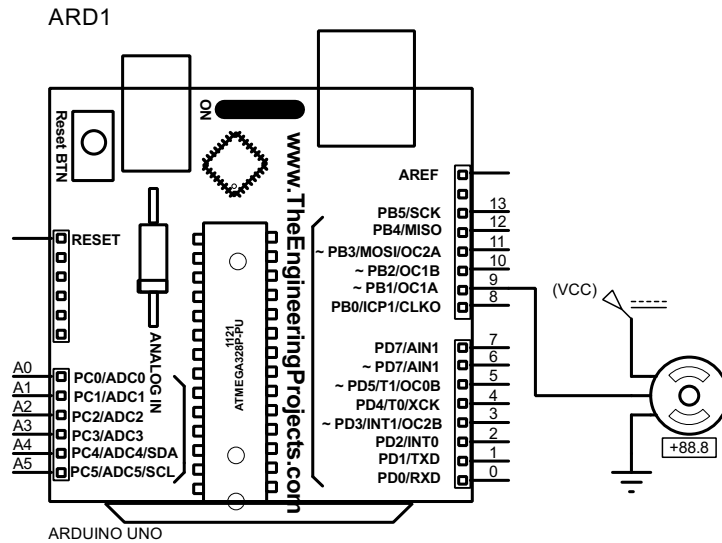 ARD1
ON
Reset BTN
www.TheEngineeringProjects.com
RESET
ANALOG IN
1121
ATMEGA328P-PU
AREF
PB5/SCK 13
PB4/MISO 12
~ PB3/MOSI/OC2A 11
~ PB2/OC1B 10
~ PB1/OC1A 9
PB0/ICP1/CLKO 8
PD7/AIN1 7
~ PD7/AIN1 6
~ PD5/T1/OC0B 5
PD4/T0/XCK 4
~ PD3/INT1/OC2B 3
PD2/INT0 2
PD1/TXD 1
PD0/RXD 0
A0 PC0/ADC0
A1 PC1/ADC1
A2 PC2/ADC2
A3 PC3/ADC3
A4 PC4/ADC4/SDA
A5 PC5/ADC5/SCL
(VCC)
+88.8
ARDUINO UNO